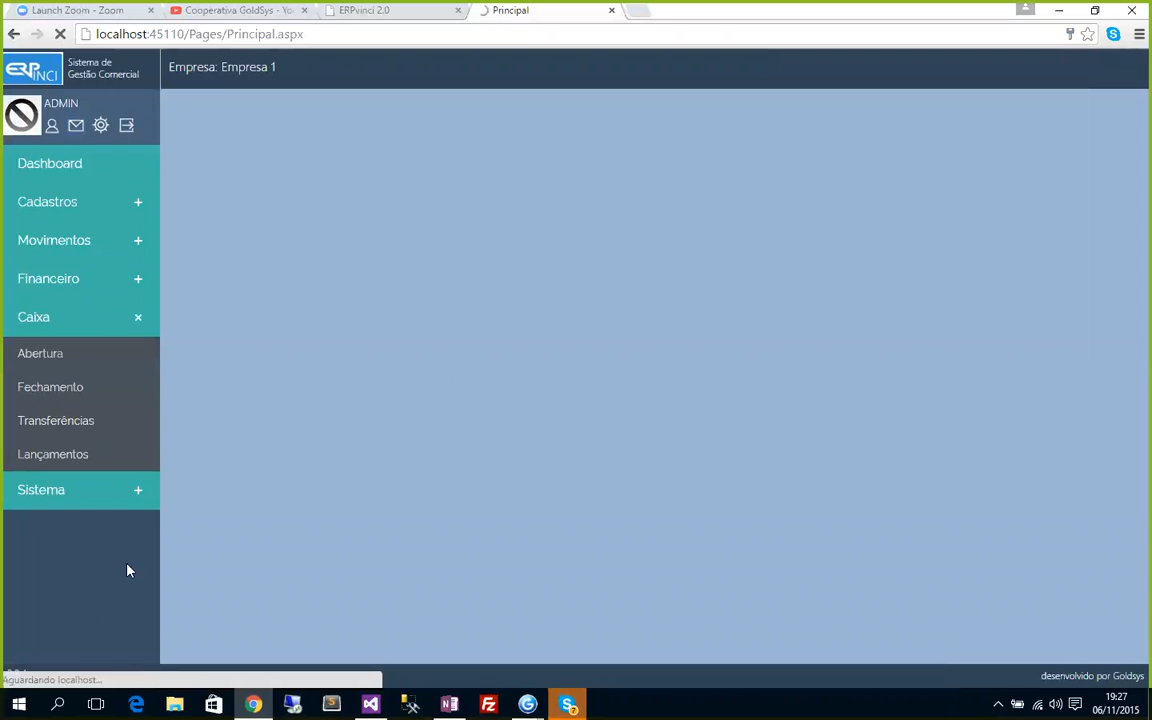 Launch Zoom - Zoom
Cooperativa GoldSys - Yo
ERPvinci 2.0
Principal
localhost:45110/Pages/Principal.aspx
ERP INCI
Sistema de
Gestão Comercial
Empresa: Empresa 1
ADMIN
Dashboard
Cadastros +
Movimentos +
Financeiro +
Caixa ×
Abertura
Fechamento
Transferências
Lançamentos
Sistema +
Aguardando localhost...
desenvolvido por Goldsys
19:27
06/11/2015